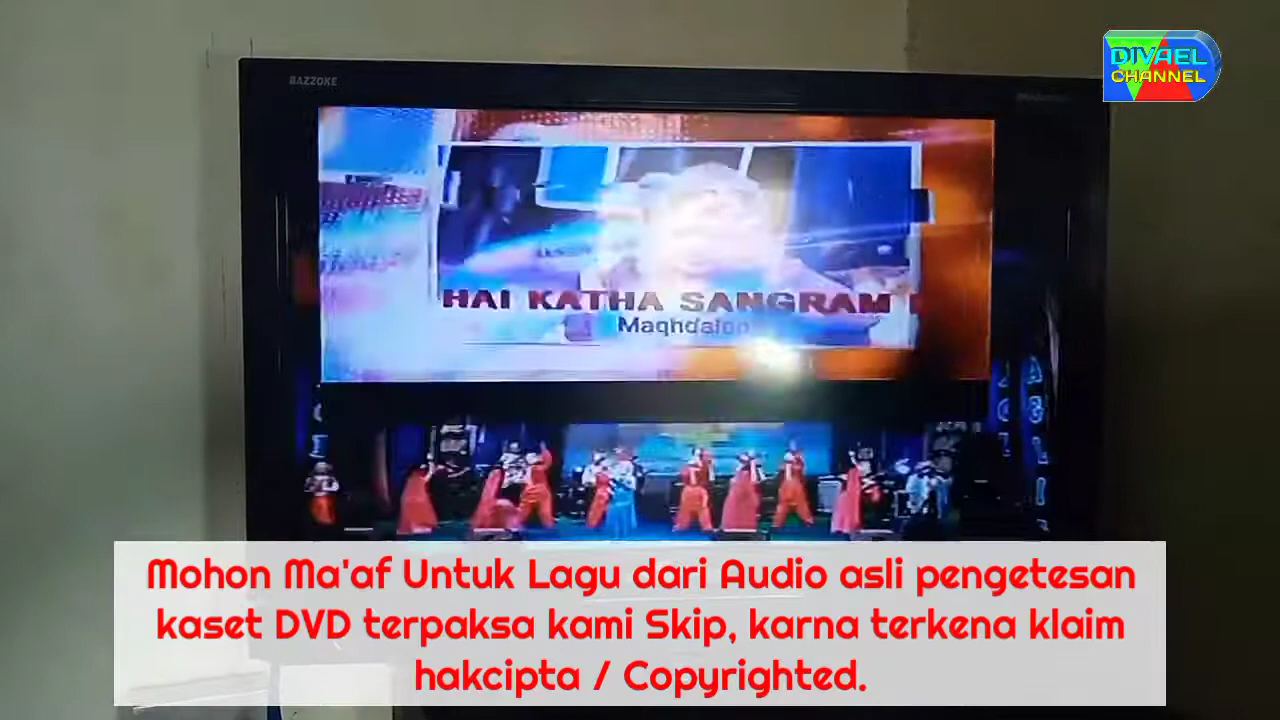 BAZZOKE
DIVAEL
CHANNEL
HAI KATHA SANGRAM
Mohon Ma'af Untuk Lagu dari Audio asli pengetesan
kaset DVD terpaksa kami Skip, karna terkena klaim
hakcipta / Copyrighted.